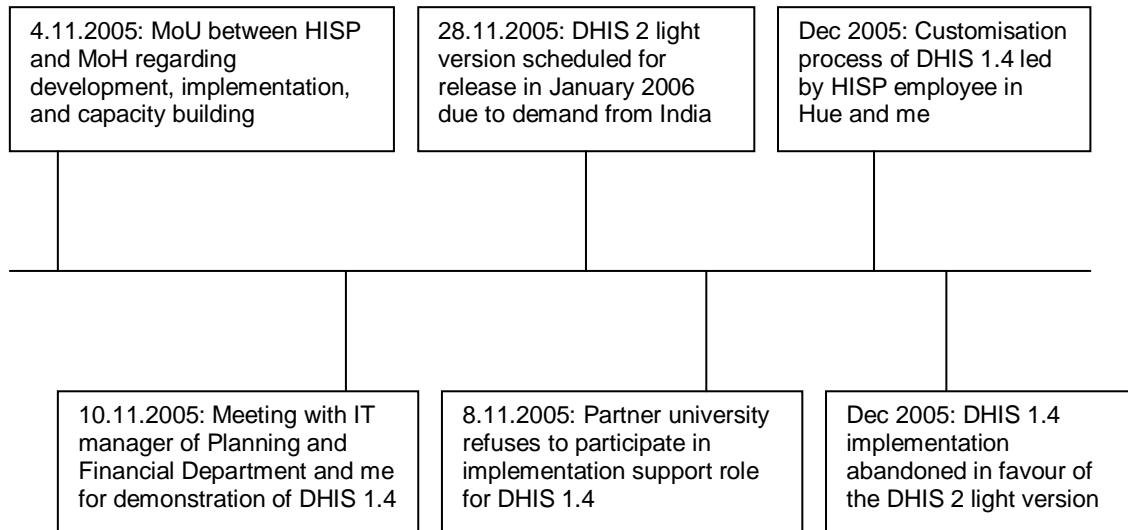 4.11.2005: MoU between HISP
and MoH regarding
development, implementation,
and capacity building
28.11.2005: DHIS 2 light
version scheduled for
release in January 2006
due to demand from India
Dec 2005: Customisation
process of DHIS 1.4 led
by HISP employee in
Hue and me
10.11.2005: Meeting with IT
manager of Planning and
Financial Department and me
for demonstration of DHIS 1.4
8.11.2005: Partner university
refuses to participate in
implementation support role
for DHIS 1.4
Dec 2005: DHIS 1.4
implementation
abandoned in favour of
the DHIS 2 light version